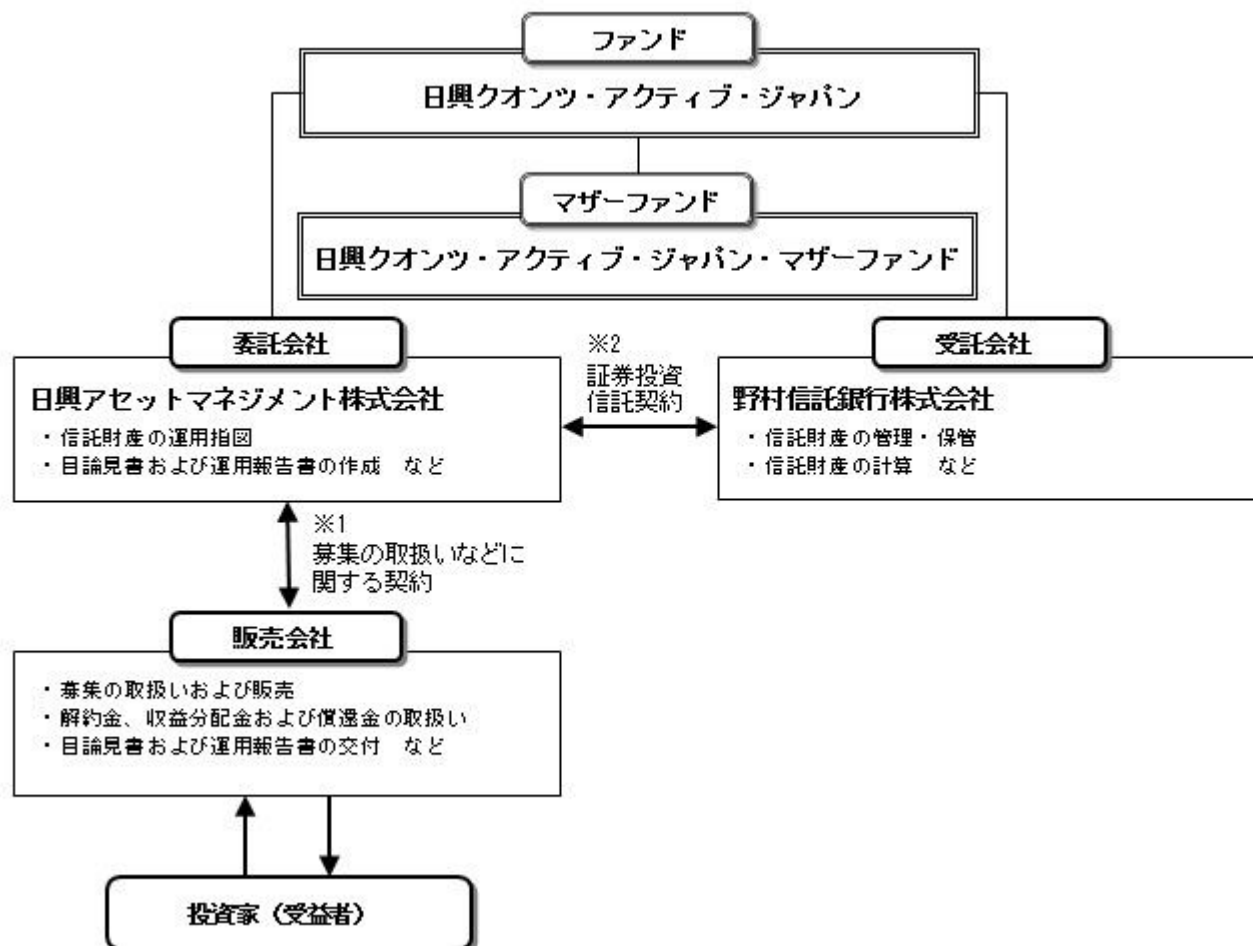 ファンド
日興クオンツ・アクティブ・ジャパン
マザーファンド
日興クオンツ・アクティブ・ジャパン・マザーファンド
委託会社
日興アセットマネジメント株式会社
・信託財産の運用指図
・目論見書および運用報告書の作成 など
※2
証券投資
信託契約
受託会社
野村信託銀行株式会社
・信託財産の管理・保管
・信託財産の計算 など
※1
募集の取扱いなどに
関する契約
販売会社
・募集の取扱いおよび販売
・解約金、収益分配金および償還金の取扱い
・目論見書および運用報告書の交付 など
投資家（受益者）